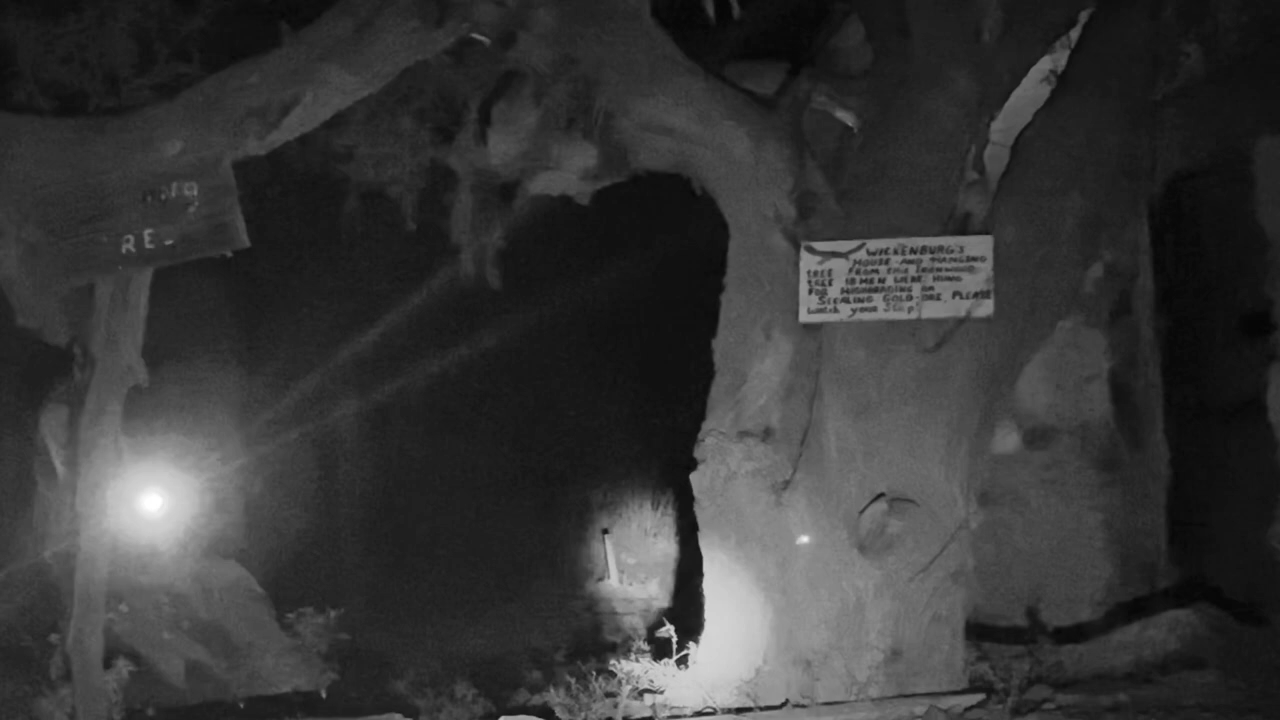 RE-
WICKENBURG'S
HOUSE AND HANGING
TREE FROM THIS IRONWOOD
TREE 18 MEN WERE HUNG
FOR HIGHGRADING OR
STEALING GOLD-ORE, PLEASE
Watch your Step!